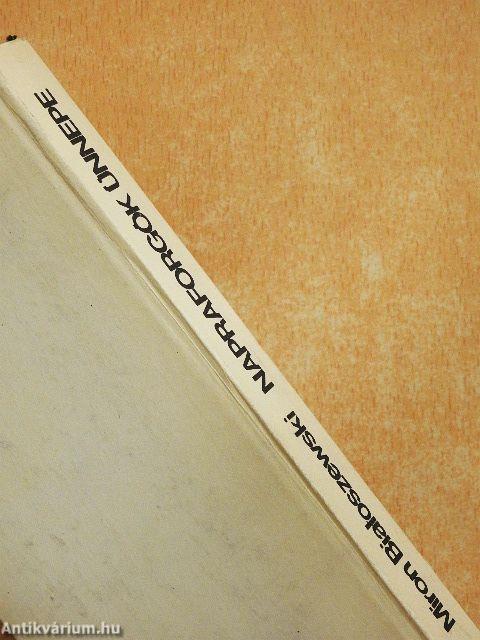 Miron Białoszewski NAPRAFORGÓK ÜNNEPE
Antikvárium.hu